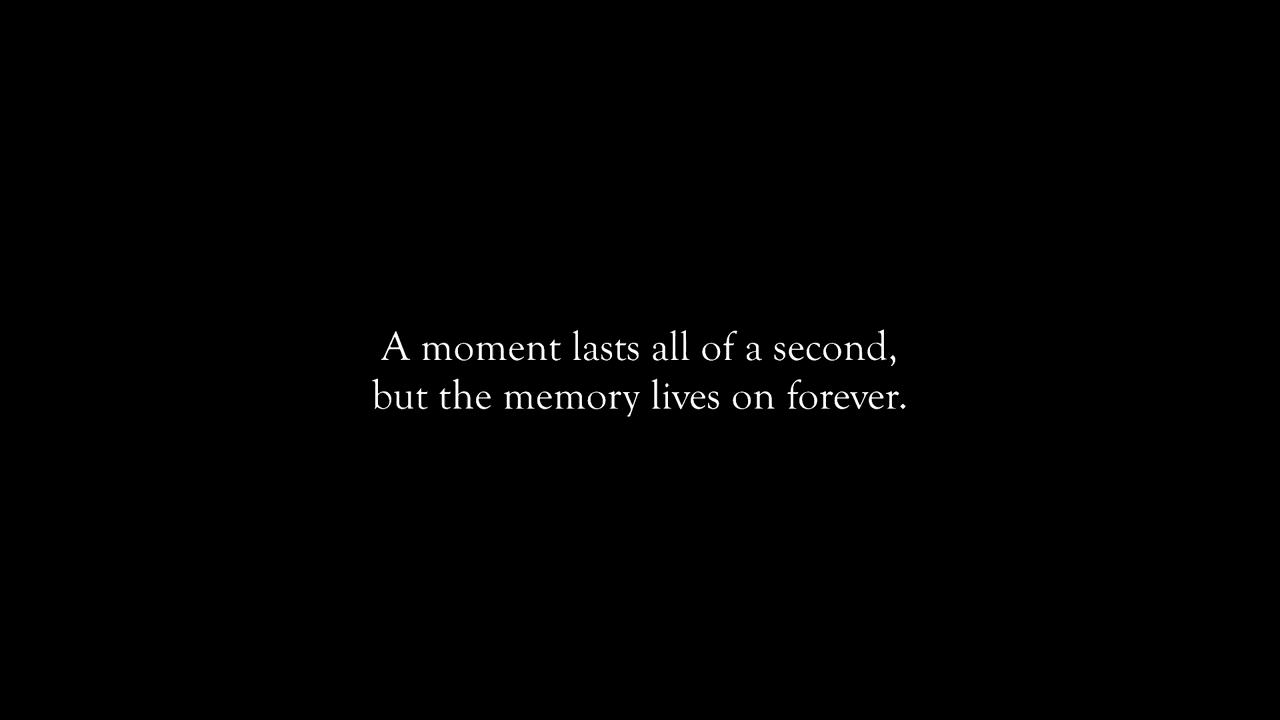 A moment lasts all of a second,
but the memory lives on forever.